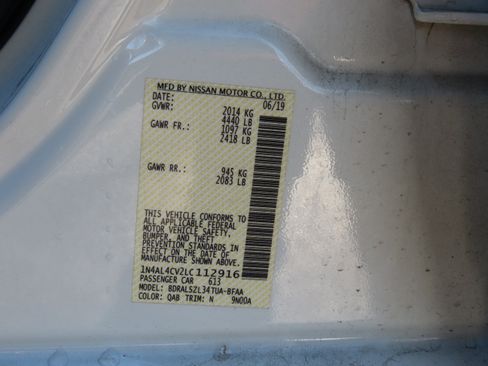 MFD BY NISSAN MOTOR CO., LTD.
DATE: 06/19
GVWR: 2014 KG
4440 LB
GAWR FR.: 1097 KG
2418 LB
GAWR RR.: 945 KG
2083 LB
THIS VEHICLE CONFORMS TO
ALL APPLICABLE FEDERAL
MOTOR VEHICLE SAFETY,
BUMPER, AND THEFT
PREVENTION STANDARDS IN
EFFECT ON THE DATE OF
MANUFACTURE SHOWN ABOVE.
1N4AL4CV2LC112916
PASSENGER CAR 613
MODEL: BDRALSZL34TUA-BFAA
COLOR: QAB TRIM: N 9N00A